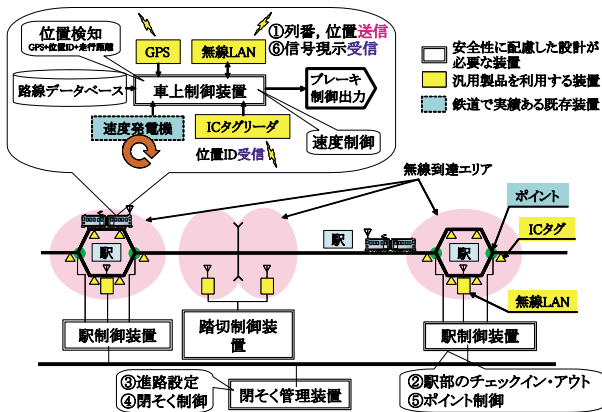 位置検知
GPS+位置ID+走行距離
GPS
無線LAN
①列番，位置送信
⑥信号現示受信
路線データベース
車上制御装置
ブレーキ
制御出力
速度発電機
ICタグリーダ
速度制御
位置ID受信
安全性に配慮した設計が
必要な装置
汎用製品を利用する装置
鉄道で実績ある既存装置
無線到達エリア
ポイント
ICタグ
駅
駅
駅
無線LAN
駅制御装置
踏切制御装
置
駅制御装置
③進路設定
④閉そく制御
閉そく管理装置
②駅部のチェックイン・アウト
⑤ポイント制御